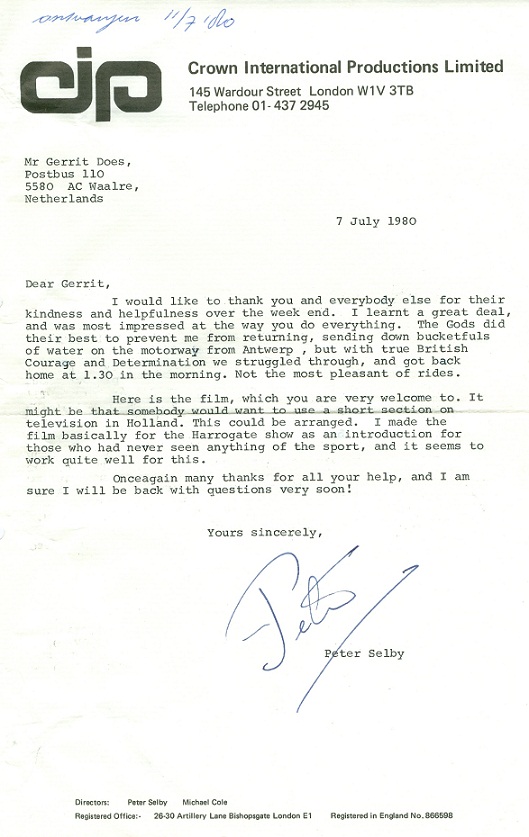 ontvangen 11/7 '80
cip
Crown International Productions Limited
145 Wardour Street London W1V 3TB
Telephone 01-437 2945
Mr Gerrit Does,
Postbus 110
5580 AC Waalre,
Netherlands
7 July 1980
Dear Gerrit,
I would like to thank you and everybody else for their
kindness and helpfulness over the week end. I learnt a great deal,
and was most impressed at the way you do everything. The Gods did
their best to prevent me from returning, sending down bucketfuls
of water on the motorway from Antwerp , but with true British
Courage and Determination we struggled through, and got back
home at 1.30 in the morning. Not the most pleasant of rides.
Here is the film, which you are very welcome to. It
might be that somebody would want to use a short section on
television in Holland. This could be arranged. I made the
film basically for the Harrogate show as an introduction for
those who had never seen anything of the sport, and it seems to
work quite well for this.
Onceagain many thanks for all your help, and I am
sure I will be back with questions very soon!
Yours sincerely,
Peter
Peter Selby
Directors: Peter Selby Michael Cole
Registered Office:- 26-30 Artillery Lane Bishopsgate London E1 Registered in England No. 866598